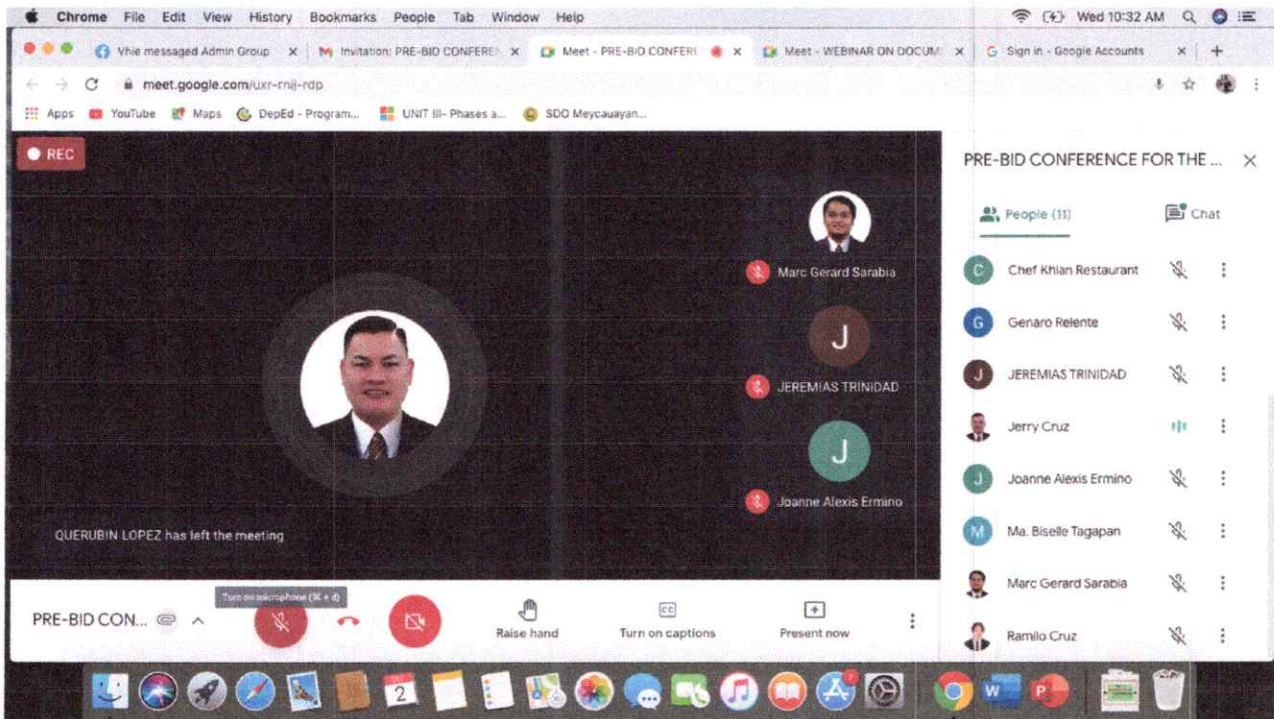 Chrome File Edit View History Bookmarks People Tab Window Help Wed 10:32 AM
Vhie messaged Admin Group Invitation: PRE-BID CONFEREN Meet - PRE-BID CONFERE Meet - WEBINAR ON DOCUM Sign in - Google Accounts
meet.google.com/uxr-rnij-rdp
Apps YouTube Maps DepEd - Program... UNIT III- Phases a... SDO Meycauayan...
REC
Marc Gerard Sarabia
J
JEREMIAS TRINIDAD
J
Joanne Alexis Ermino
QUERUBIN LOPEZ has left the meeting
Turn on microphone (⌘ + d)
PRE-BID CON...
Raise hand
CC
Turn on captions
Present now
PRE-BID CONFERENCE FOR THE ...
People (11) Chat
C Chef Khian Restaurant
G Genaro Relente
J JEREMIAS TRINIDAD
Jerry Cruz
J Joanne Alexis Ermino
M Ma. Biselle Tagapan
Marc Gerard Sarabia
Ramilo Cruz
2
W
P